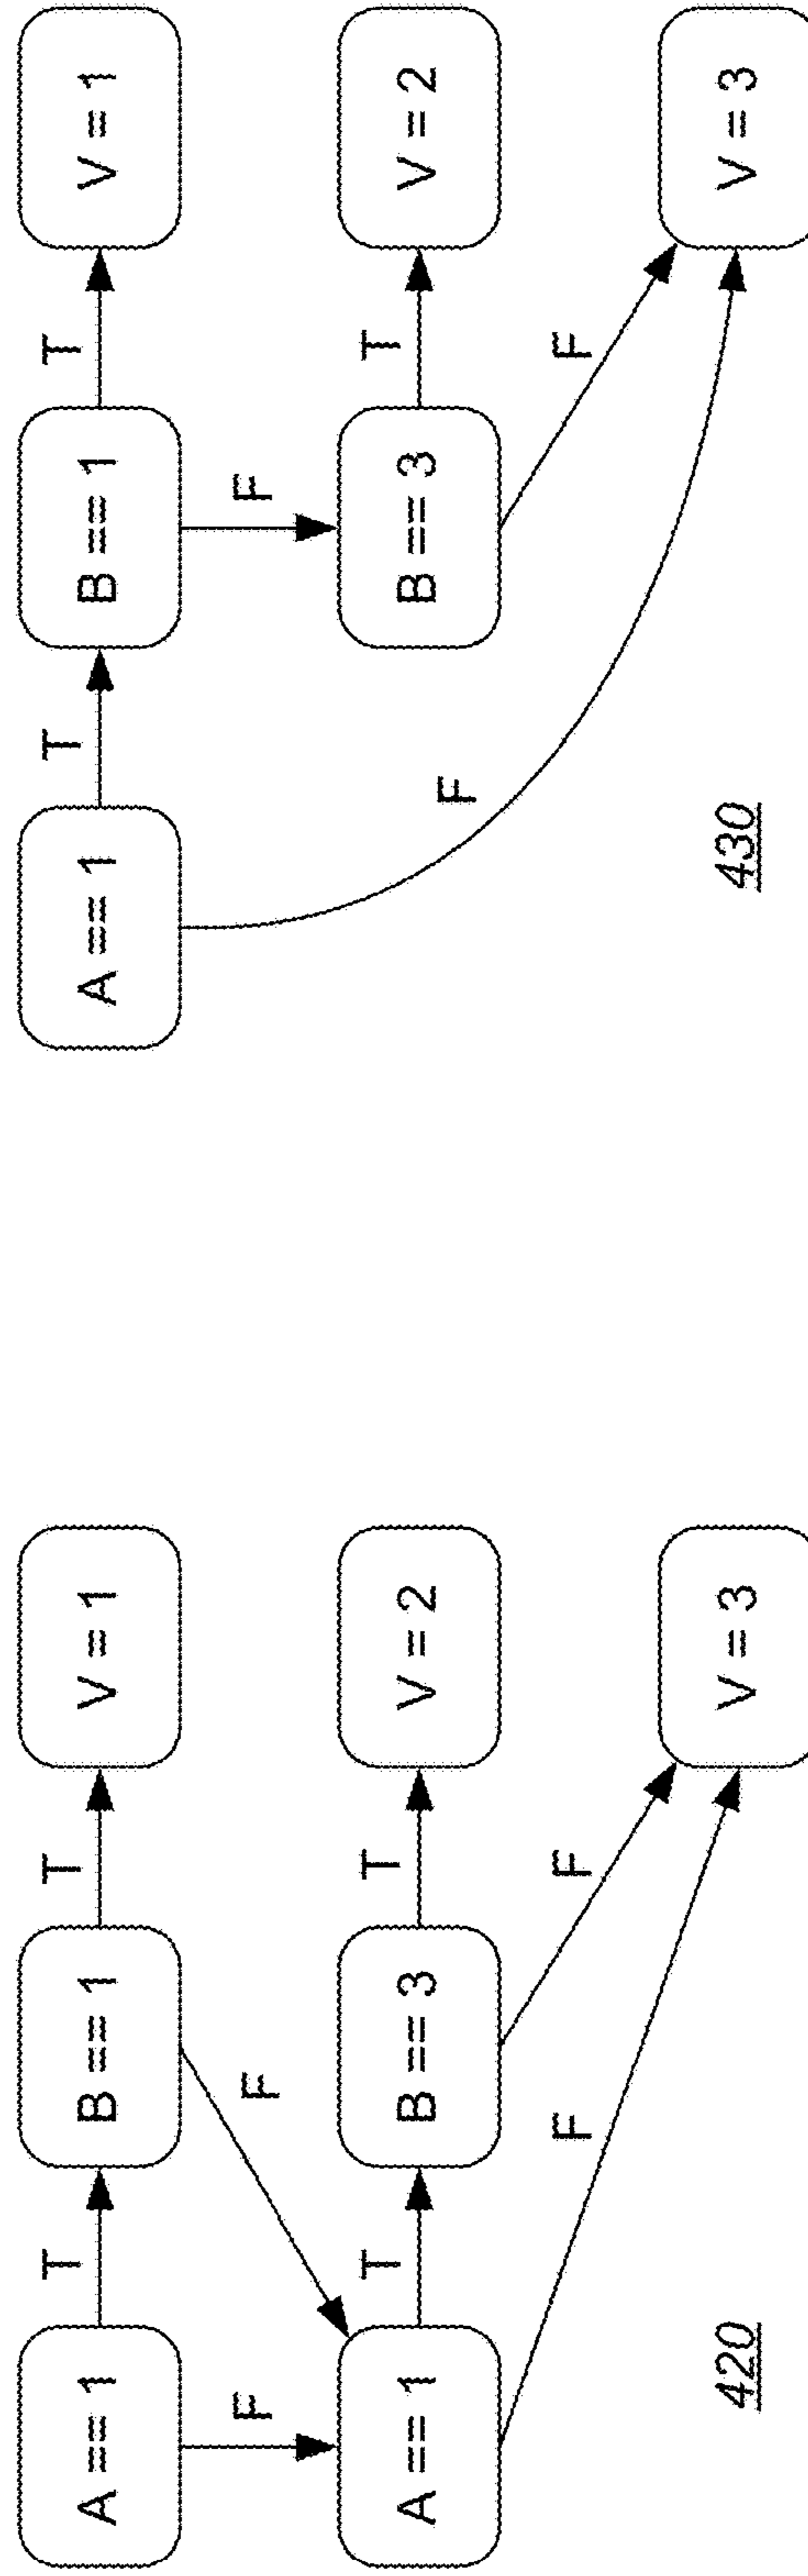 A == 1
T
B == 1
T
V = 1
F
F
A == 1
T
B == 3
T
V = 2
F
F
V = 3
420
A == 1
T
B == 1
T
V = 1
F
B == 3
T
V = 2
F
F
V = 3
430